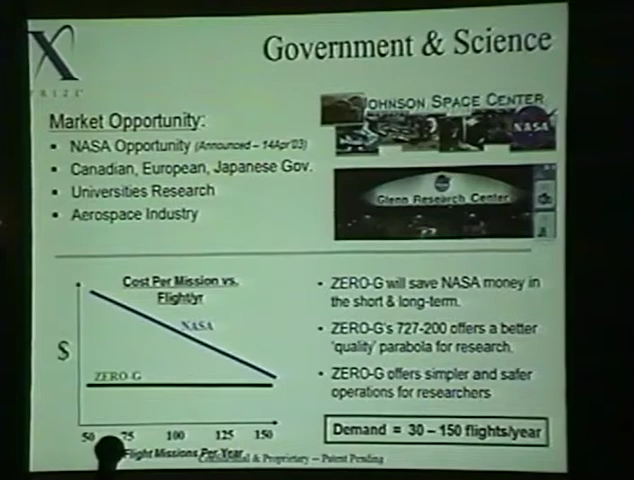 X
PRIZE
Government & Science
Market Opportunity:
▪ NASA Opportunity (Announced – 14Apr'03)
▪ Canadian, European, Japanese Gov.
▪ Universities Research
▪ Aerospace Industry
JOHNSON SPACE CENTER
NASA
Glenn Research Center
Cost Per Mission vs.
Flight/yr
NASA
$
ZERO-G
50 75 100 125 150
Flight Missions Per Year
• ZERO-G will save NASA money in
the short & long-term.
• ZERO-G's 727-200 offers a better
'quality' parabola for research.
• ZERO-G offers simpler and safer
operations for researchers
Demand = 30 – 150 flights/year
& Proprietary -- Patent Pending